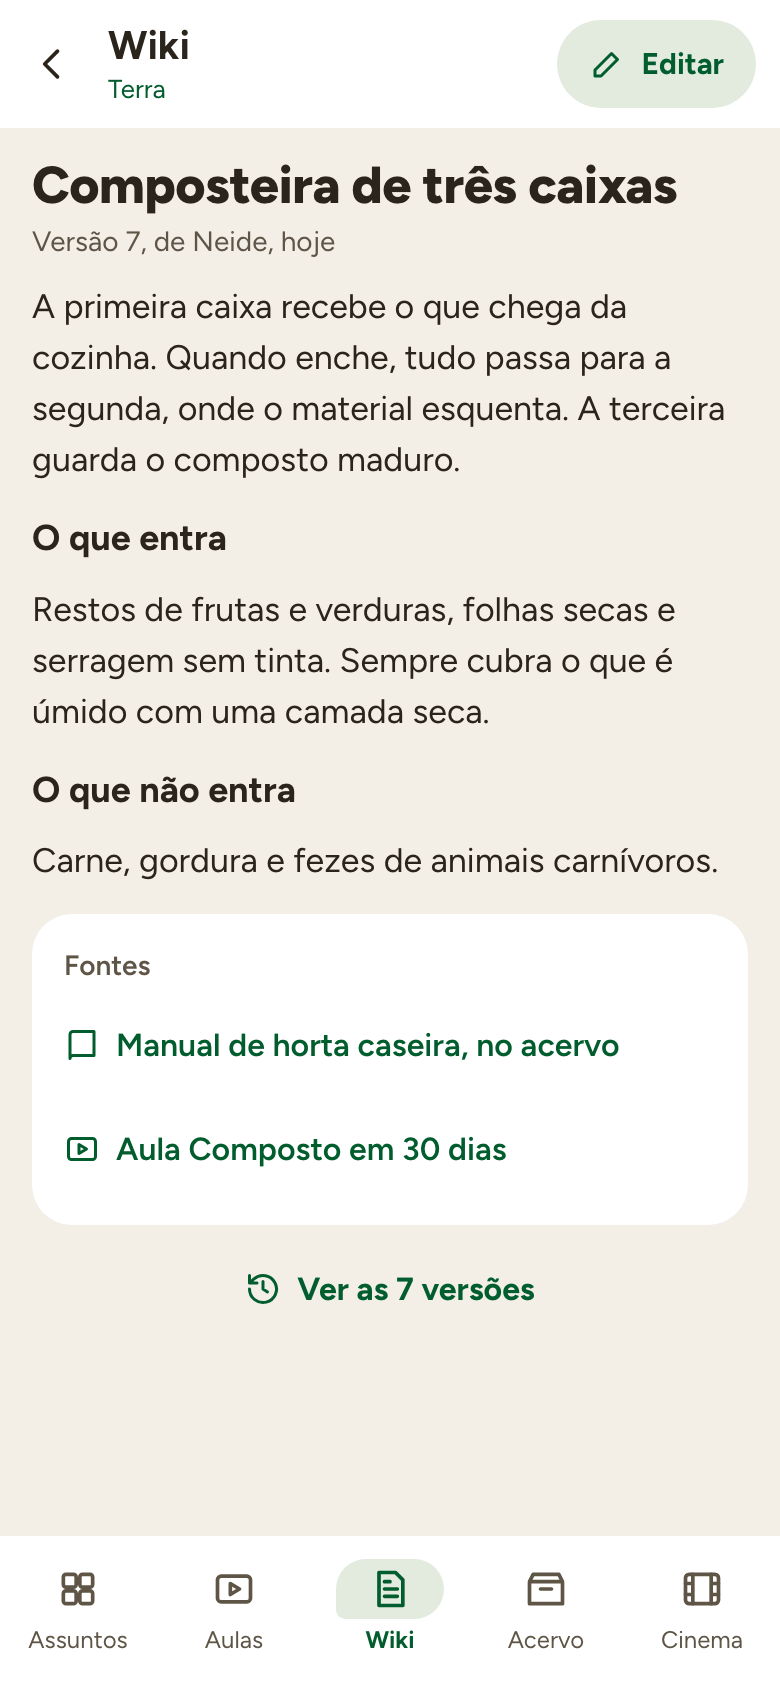 Wiki
Terra
Editar
Composteira de três caixas
Versão 7, de Neide, hoje
A primeira caixa recebe o que chega da
cozinha. Quando enche, tudo passa para a
segunda, onde o material esquenta. A terceira
guarda o composto maduro.
O que entra
Restos de frutas e verduras, folhas secas e
serragem sem tinta. Sempre cubra o que é
úmido com uma camada seca.
O que não entra
Carne, gordura e fezes de animais carnívoros.
Fontes
Manual de horta caseira, no acervo
Aula Composto em 30 dias
Ver as 7 versões
Assuntos
Aulas
Wiki
Acervo
Cinema